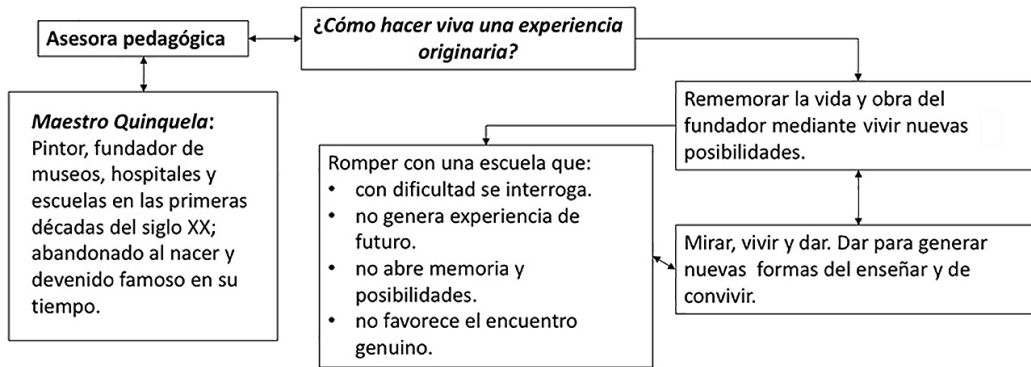 Asesora pedagógica
¿Cómo hacer viva una experiencia
originaria?
Maestro Quinquela:
Pintor, fundador de
museos, hospitales y
escuelas en las primeras
décadas del siglo XX;
abandonado al nacer y
devenido famoso en su
tiempo.
Rememorar la vida y obra del
fundador mediante vivir nuevas
posibilidades.
Romper con una escuela que:
• con dificultad se interroga.
• no genera experiencia de
futuro.
• no abre memoria y
posibilidades.
• no favorece el encuentro
genuino.
Mirar, vivir y dar. Dar para generar
nuevas formas del enseñar y de
convivir.